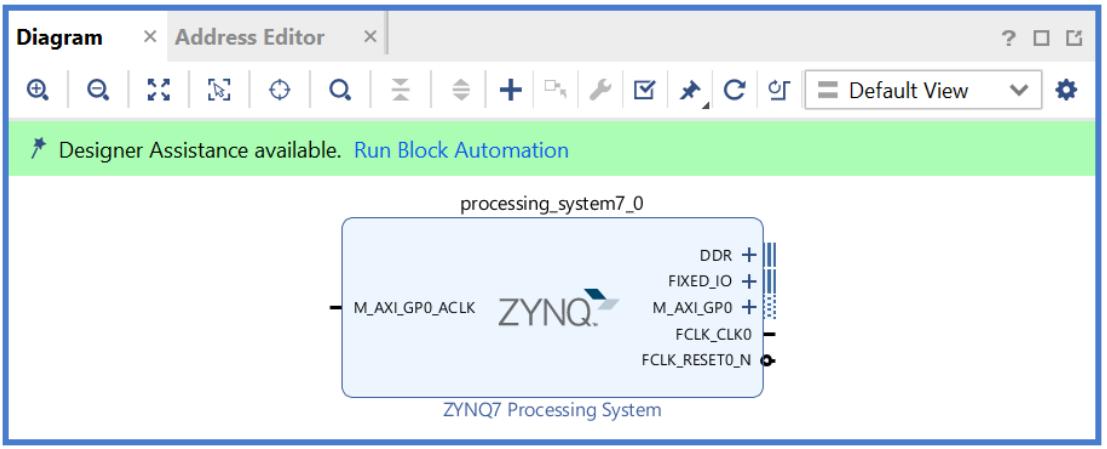 Diagram × Address Editor × ?
Default View
Designer Assistance available. Run Block Automation
processing_system7_0
DDR
FIXED_IO
M_AXI_GP0_ACLK ZYNQ M_AXI_GP0
FCLK_CLK0
FCLK_RESET0_N
ZYNQ7 Processing System